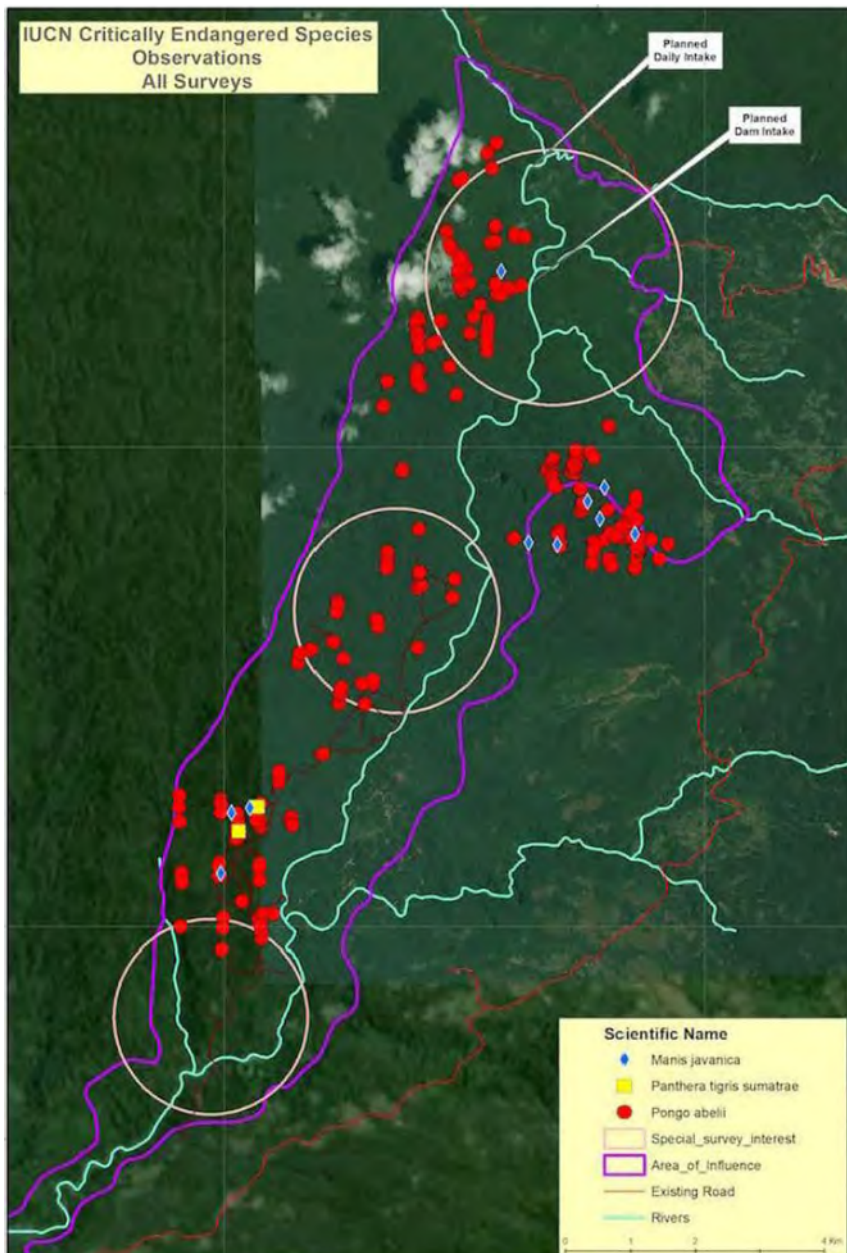 IUCN Critically Endangered Species
Observations
All Surveys
Planned
Daily Intake
Planned
Dam Intake
Scientific Name
Manis javanica
Panthera tigris sumatrae
Pongo abelii
Special_survey_interest
Area_of_Influence
Existing Road
Rivers
0 1 2 4 Km